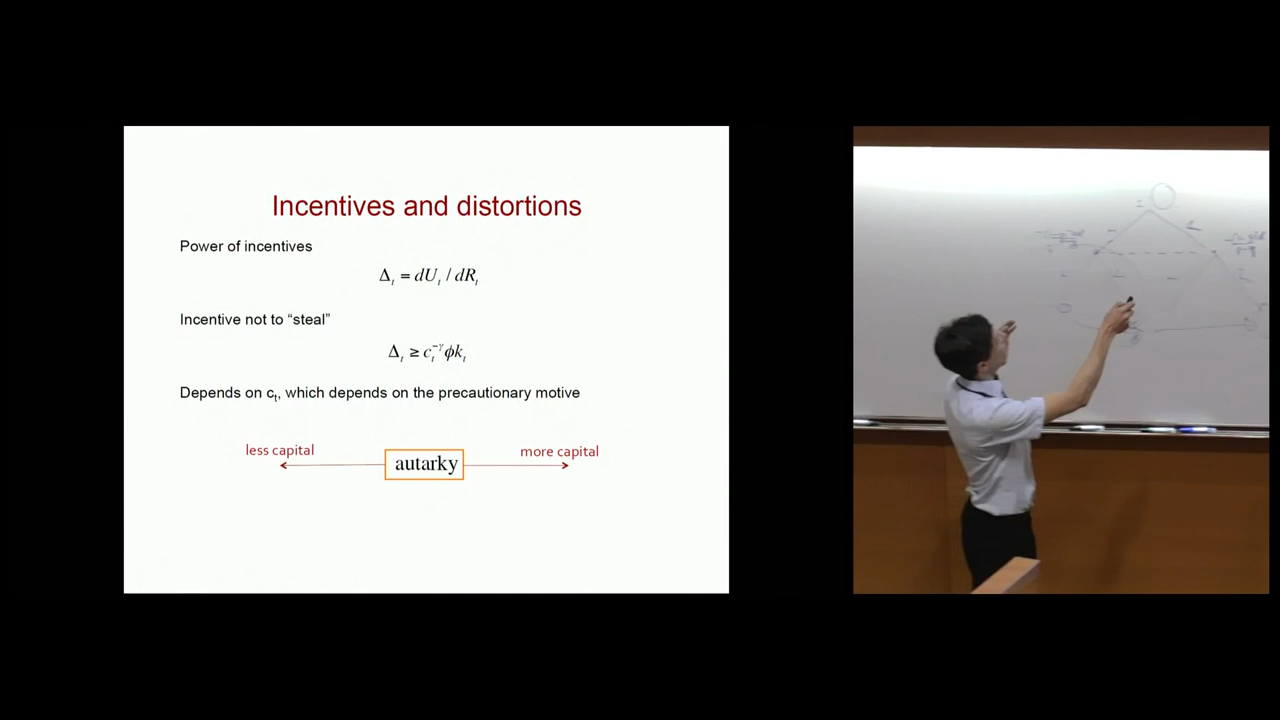 Incentives and distortions
Power of incentives
Δₜ = dUₜ / dRₜ
Incentive not to “steal”
Δₜ ≥ cₜ^−γ ϕkₜ
Depends on cₜ, which depends on the precautionary motive
less capital
autarky
more capital